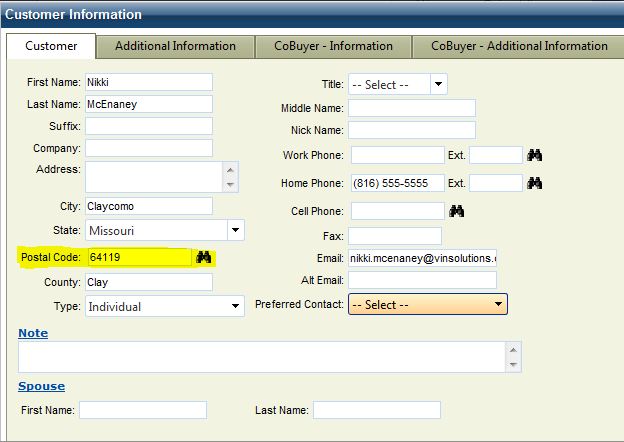 Customer Information
Customer Additional Information CoBuyer - Information CoBuyer - Additional Information
First Name: Nikki Title: -- Select --
Last Name: McEnaney Middle Name:
Suffix: Nick Name:
Company: Work Phone: Ext.
Address: Home Phone: (816) 555-5555 Ext.
City: Claycomo Cell Phone:
State: Missouri Fax:
Postal Code: 64119 Email: nikki.mcenaney@vinsolutions.
County: Clay Alt Email:
Type: Individual Preferred Contact: -- Select --
Note
Spouse
First Name: Last Name: